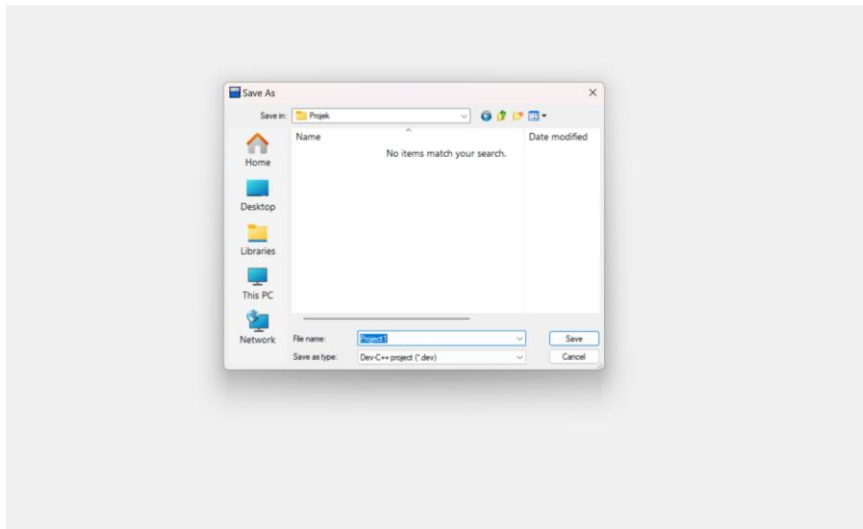 Save As
Save in: Projek
Name Date modified
No items match your search.
Home
Desktop
Libraries
This PC
Network
File name: Project1 Save
Save as type: Dev-C++ project (*.dev) Cancel